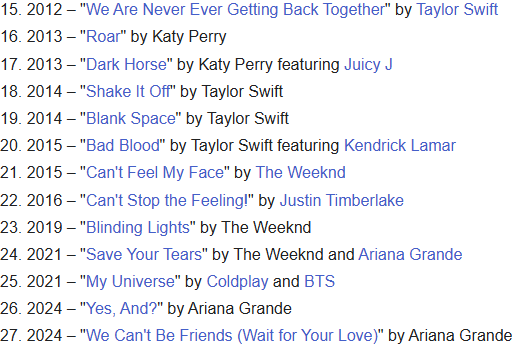 15. 2012 – "We Are Never Ever Getting Back Together" by Taylor Swift
16. 2013 – "Roar" by Katy Perry
17. 2013 – "Dark Horse" by Katy Perry featuring Juicy J
18. 2014 – "Shake It Off" by Taylor Swift
19. 2014 – "Blank Space" by Taylor Swift
20. 2015 – "Bad Blood" by Taylor Swift featuring Kendrick Lamar
21. 2015 – "Can't Feel My Face" by The Weeknd
22. 2016 – "Can't Stop the Feeling!" by Justin Timberlake
23. 2019 – "Blinding Lights" by The Weeknd
24. 2021 – "Save Your Tears" by The Weeknd and Ariana Grande
25. 2021 – "My Universe" by Coldplay and BTS
26. 2024 – "Yes, And?" by Ariana Grande
27. 2024 – "We Can't Be Friends (Wait for Your Love)" by Ariana Grande